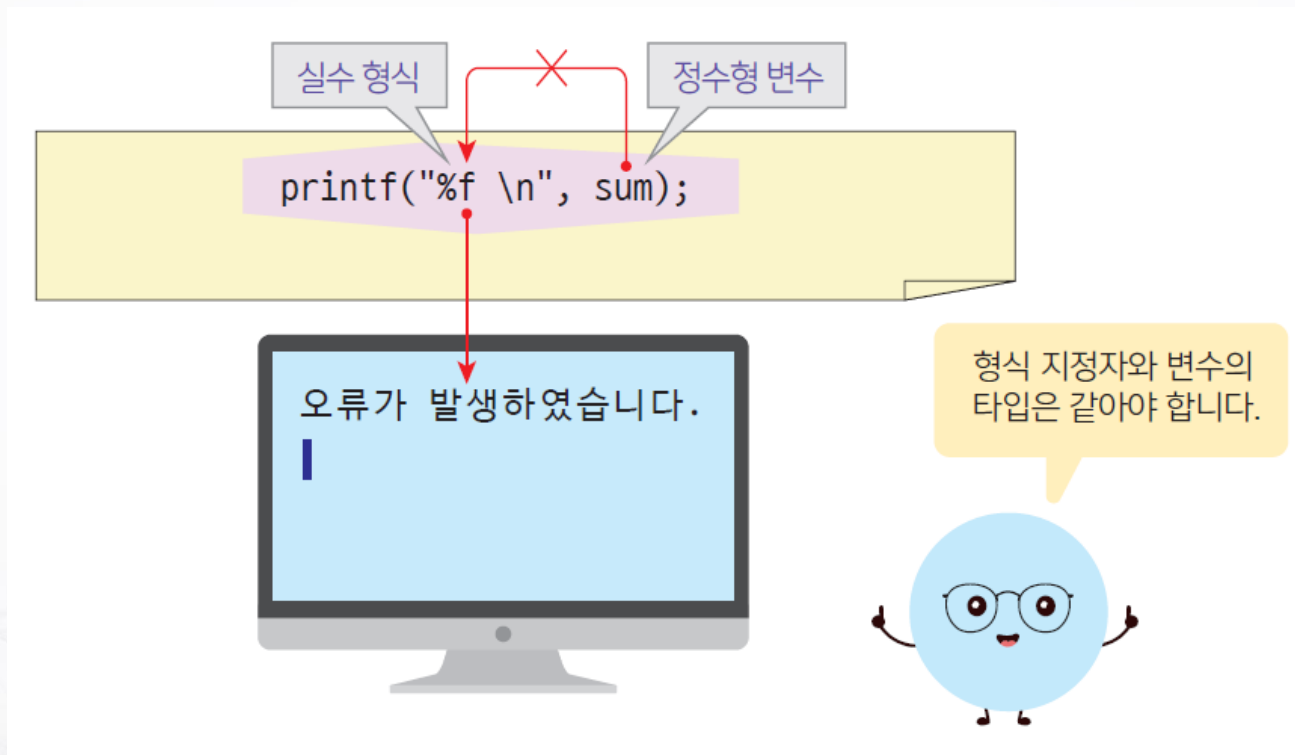 실수 형식
정수형 변수
printf("%f \n", sum);
오류가 발생하였습니다.
형식 지정자와 변수의
타입은 같아야 합니다.